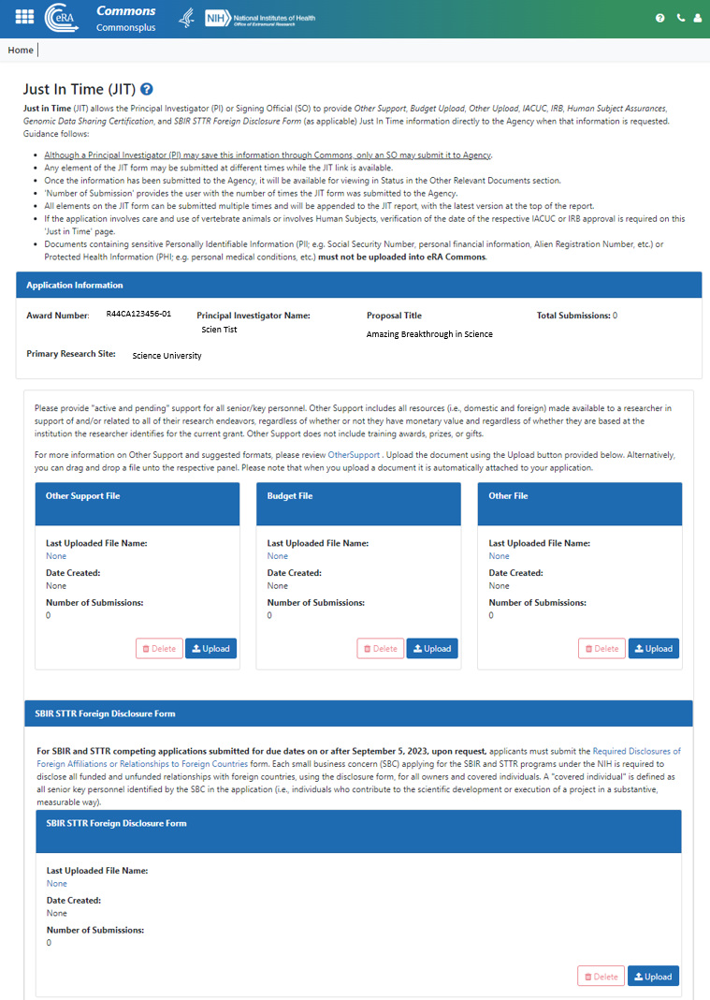 eRA
Commons
Commonsplus
NIH National Institutes of Health
Office of Extramural Research
Home
Just In Time (JIT)
Just in Time (JIT) allows the Principal Investigator (PI) or Signing Official (SO) to provide Other Support, Budget Upload, Other Upload, IACUC, IRB, Human Subject Assurances,
Genomic Data Sharing Certification, and SBIR STTR Foreign Disclosure Form (as applicable) Just In Time information directly to the Agency when that information is requested.
Guidance follows:
• Although a Principal Investigator (PI) may save this information through Commons, only an SO may submit it to Agency.
• Any element of the JIT form may be submitted at different times while the JIT link is available.
• Once the information has been submitted to the Agency, it will be available for viewing in Status in the Other Relevant Documents section.
• 'Number of Submission' provides the user with the number of times the JIT form was submitted to the Agency.
• All elements on the JIT form can be submitted multiple times and will be appended to the JIT report, with the latest version at the top of the report.
• If the application involves care and use of vertebrate animals or involves Human Subjects, verification of the date of the respective IACUC or IRB approval is required on this
'Just in Time' page.
• Documents containing sensitive Personally Identifiable Information (PII; e.g. Social Security Number, personal financial information, Alien Registration Number, etc.) or
Protected Health Information (PHI; e.g. personal medical conditions, etc.) must not be uploaded into eRA Commons.
Application Information
Award Number: R44CA123456-01 Principal Investigator Name: Proposal Title Total Submissions: 0
Scien Tist Amazing Breakthrough in Science
Primary Research Site: Science University
Please provide "active and pending" support for all senior/key personnel. Other Support includes all resources (i.e., domestic and foreign) made available to a researcher in
support of and/or related to all of their research endeavors, regardless of whether or not they have monetary value and regardless of whether they are based at the
institution the researcher identifies for the current grant. Other Support does not include training awards, prizes, or gifts.
For more information on Other Support and suggested formats, please review OtherSupport . Upload the document using the Upload button provided below. Alternatively,
you can drag and drop a file unto the respective panel. Please note that when you upload a document it is automatically attached to your application.
Other Support File
Last Uploaded File Name:
None
Date Created:
None
Number of Submissions:
0
Delete Upload
Budget File
Last Uploaded File Name:
None
Date Created:
None
Number of Submissions:
0
Delete Upload
Other File
Last Uploaded File Name:
None
Date Created:
None
Number of Submissions:
0
Delete Upload
SBIR STTR Foreign Disclosure Form
For SBIR and STTR competing applications submitted for due dates on or after September 5, 2023, upon request, applicants must submit the Required Disclosures of
Foreign Affiliations or Relationships to Foreign Countries form. Each small business concern (SBC) applying for the SBIR and STTR programs under the NIH is required to
disclose all funded and unfunded relationships with foreign countries, using the disclosure form, for all owners and covered individuals. A "covered individual" is defined as
all senior key personnel identified by the SBC in the application (i.e., individuals who contribute to the scientific development or execution of a project in a substantive,
measurable way).
SBIR STTR Foreign Disclosure Form
Last Uploaded File Name:
None
Date Created:
None
Number of Submissions:
0
Delete Upload